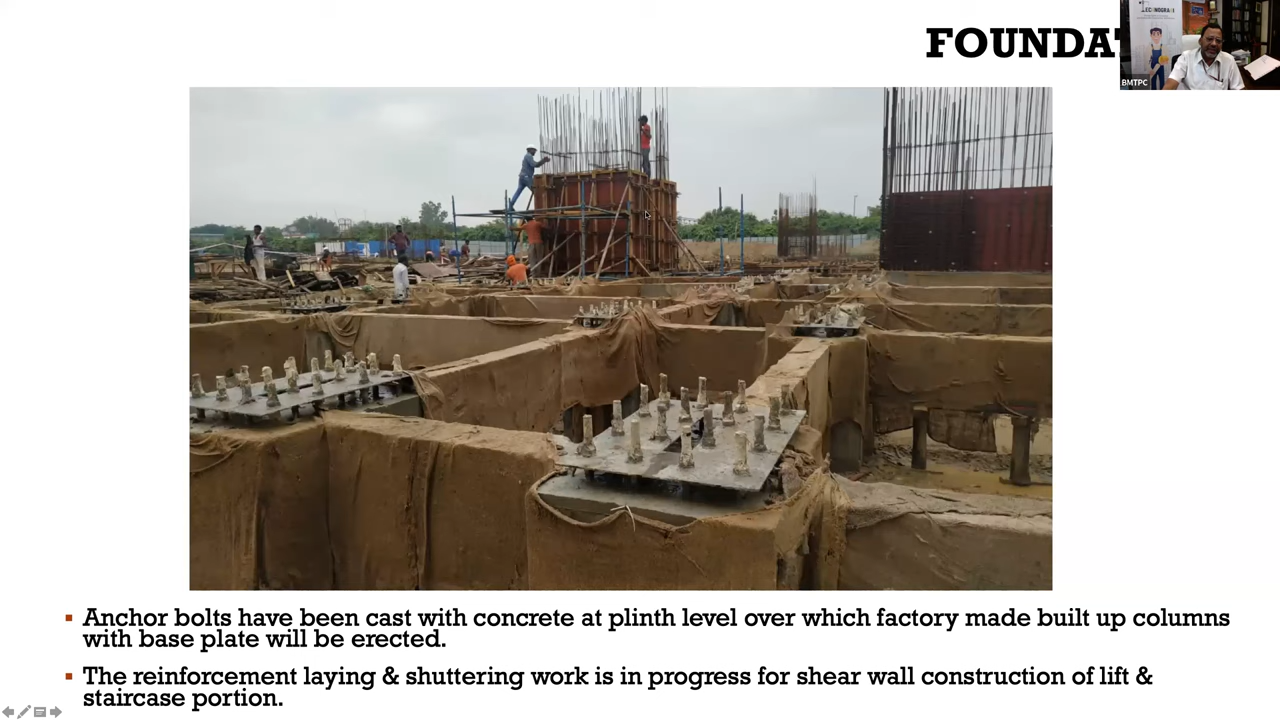 FOUNDAT
BMTPC
▪ Anchor bolts have been cast with concrete at plinth level over which factory made built up columns
with base plate will be erected.
▪ The reinforcement laying & shuttering work is in progress for shear wall construction of lift &
staircase portion.